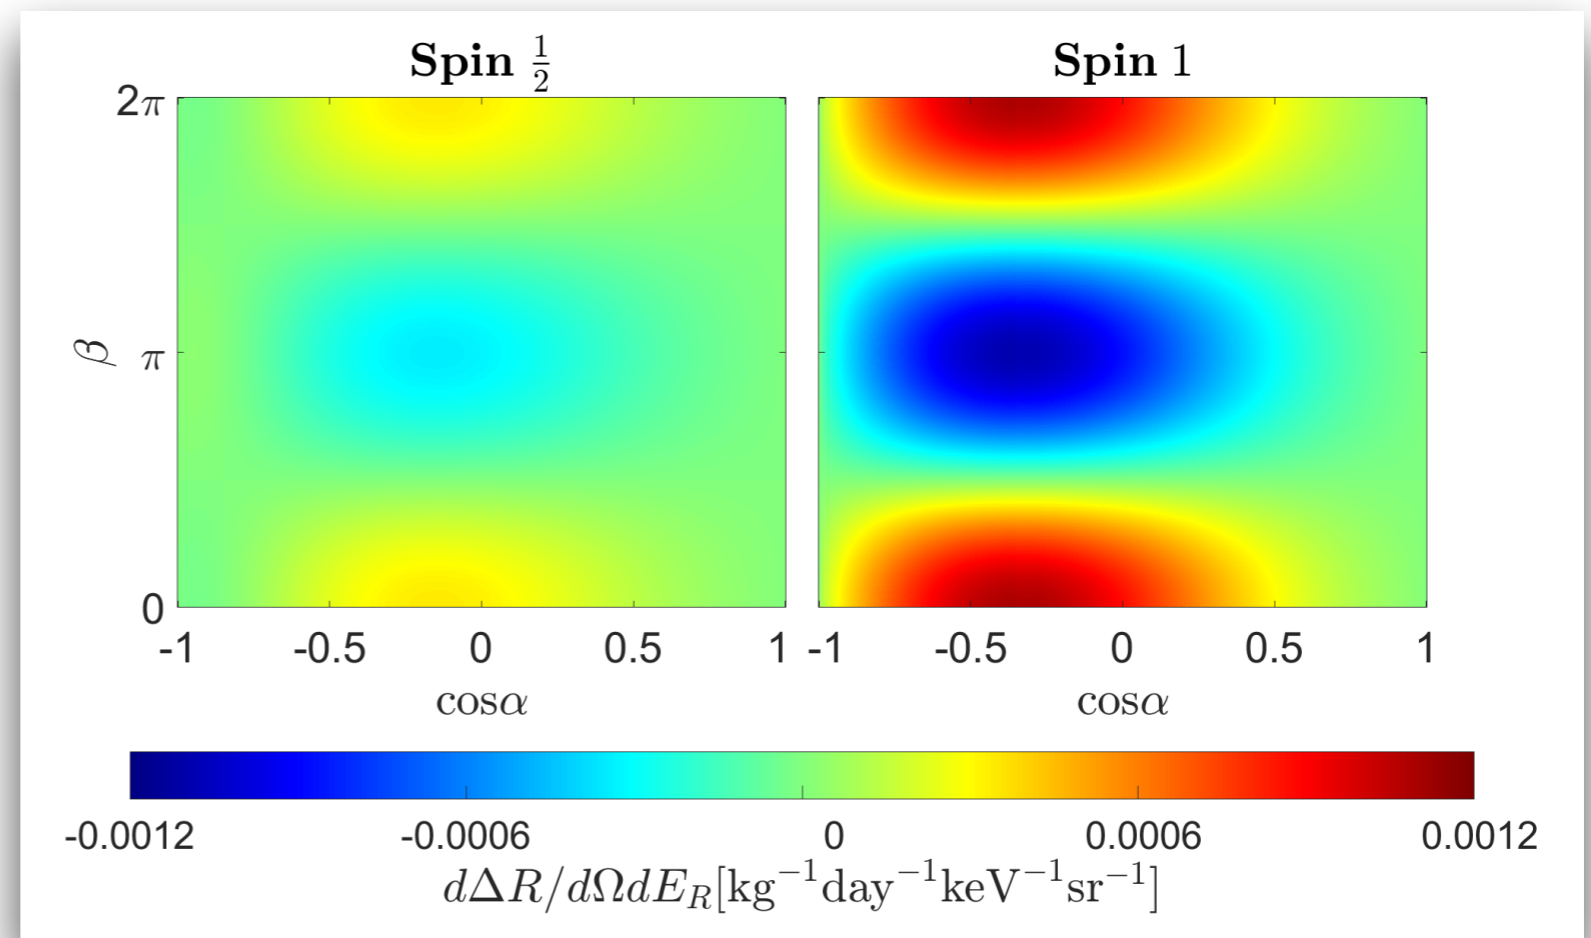 Spin 1/2 Spin 1
2π
β π
0
-1 -0.5 0 0.5 1 -1 -0.5 0 0.5 1
cosα cosα
-0.0012 -0.0006 0 0.0006 0.0012
dΔR/dΩdE_R[kg⁻¹day⁻¹keV⁻¹sr⁻¹]